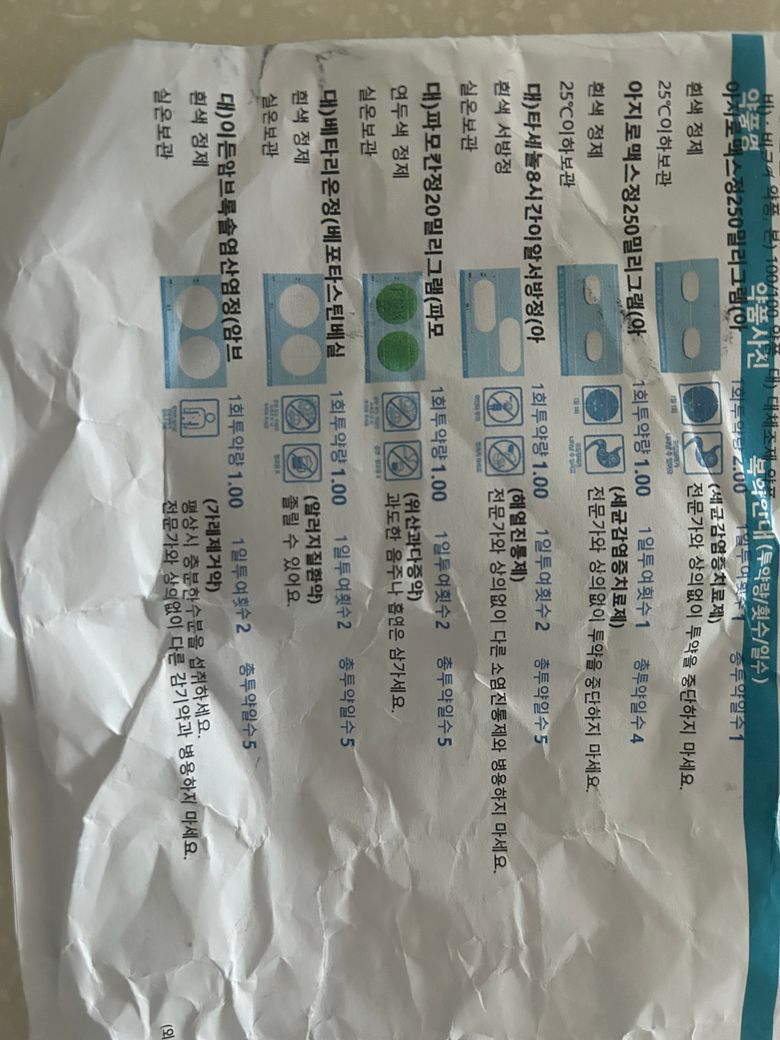 약품명 약품사진 복약안내 (투약량/횟수/일수)
아지로맥스정250밀리그램(아 1회투약량 2.00 1일투여횟수 1 총투약일수 1
흰색 정제
25℃이하보관
(세균감염증치료제)
전문가와 상의없이 투약을 중단하지 마세요.
아지로맥스정250밀리그램(아 1회투약량 1.00 1일투여횟수 1 총투약일수 4
흰색 정제
25℃이하보관
(세균감염증치료제)
전문가와 상의없이 투약을 중단하지 마세요.
대)타세놀8시간이알서방정(아 1회투약량 1.00 1일투여횟수 2 총투약일수 5
흰색 서방정
실온보관
(해열진통제)
전문가와 상의없이 다른 소염진통제와 병용하지 마세요.
대)파모칸정20밀리그램(파모 1회투약량 1.00 1일투여횟수 2 총투약일수 5
연두색 정제
실온보관
(위산과다증약)
과도한 음주나 흡연은 삼가세요.
대)베타리온정(베포타스틴베실 1회투약량 1.00 1일투여횟수 2 총투약일수 5
흰색 정제
실온보관
(알러지질환약)
졸릴 수 있어요.
대)이든암브록솔염산염정(암브 1회투약량 1.00 1일투여횟수 2 총투약일수 5
흰색 정제
실온보관
(가래제거약)
평상시 충분한수분을 섭취하세요.
전문가와 상의없이 다른 감기약과 병용하지 마세요.